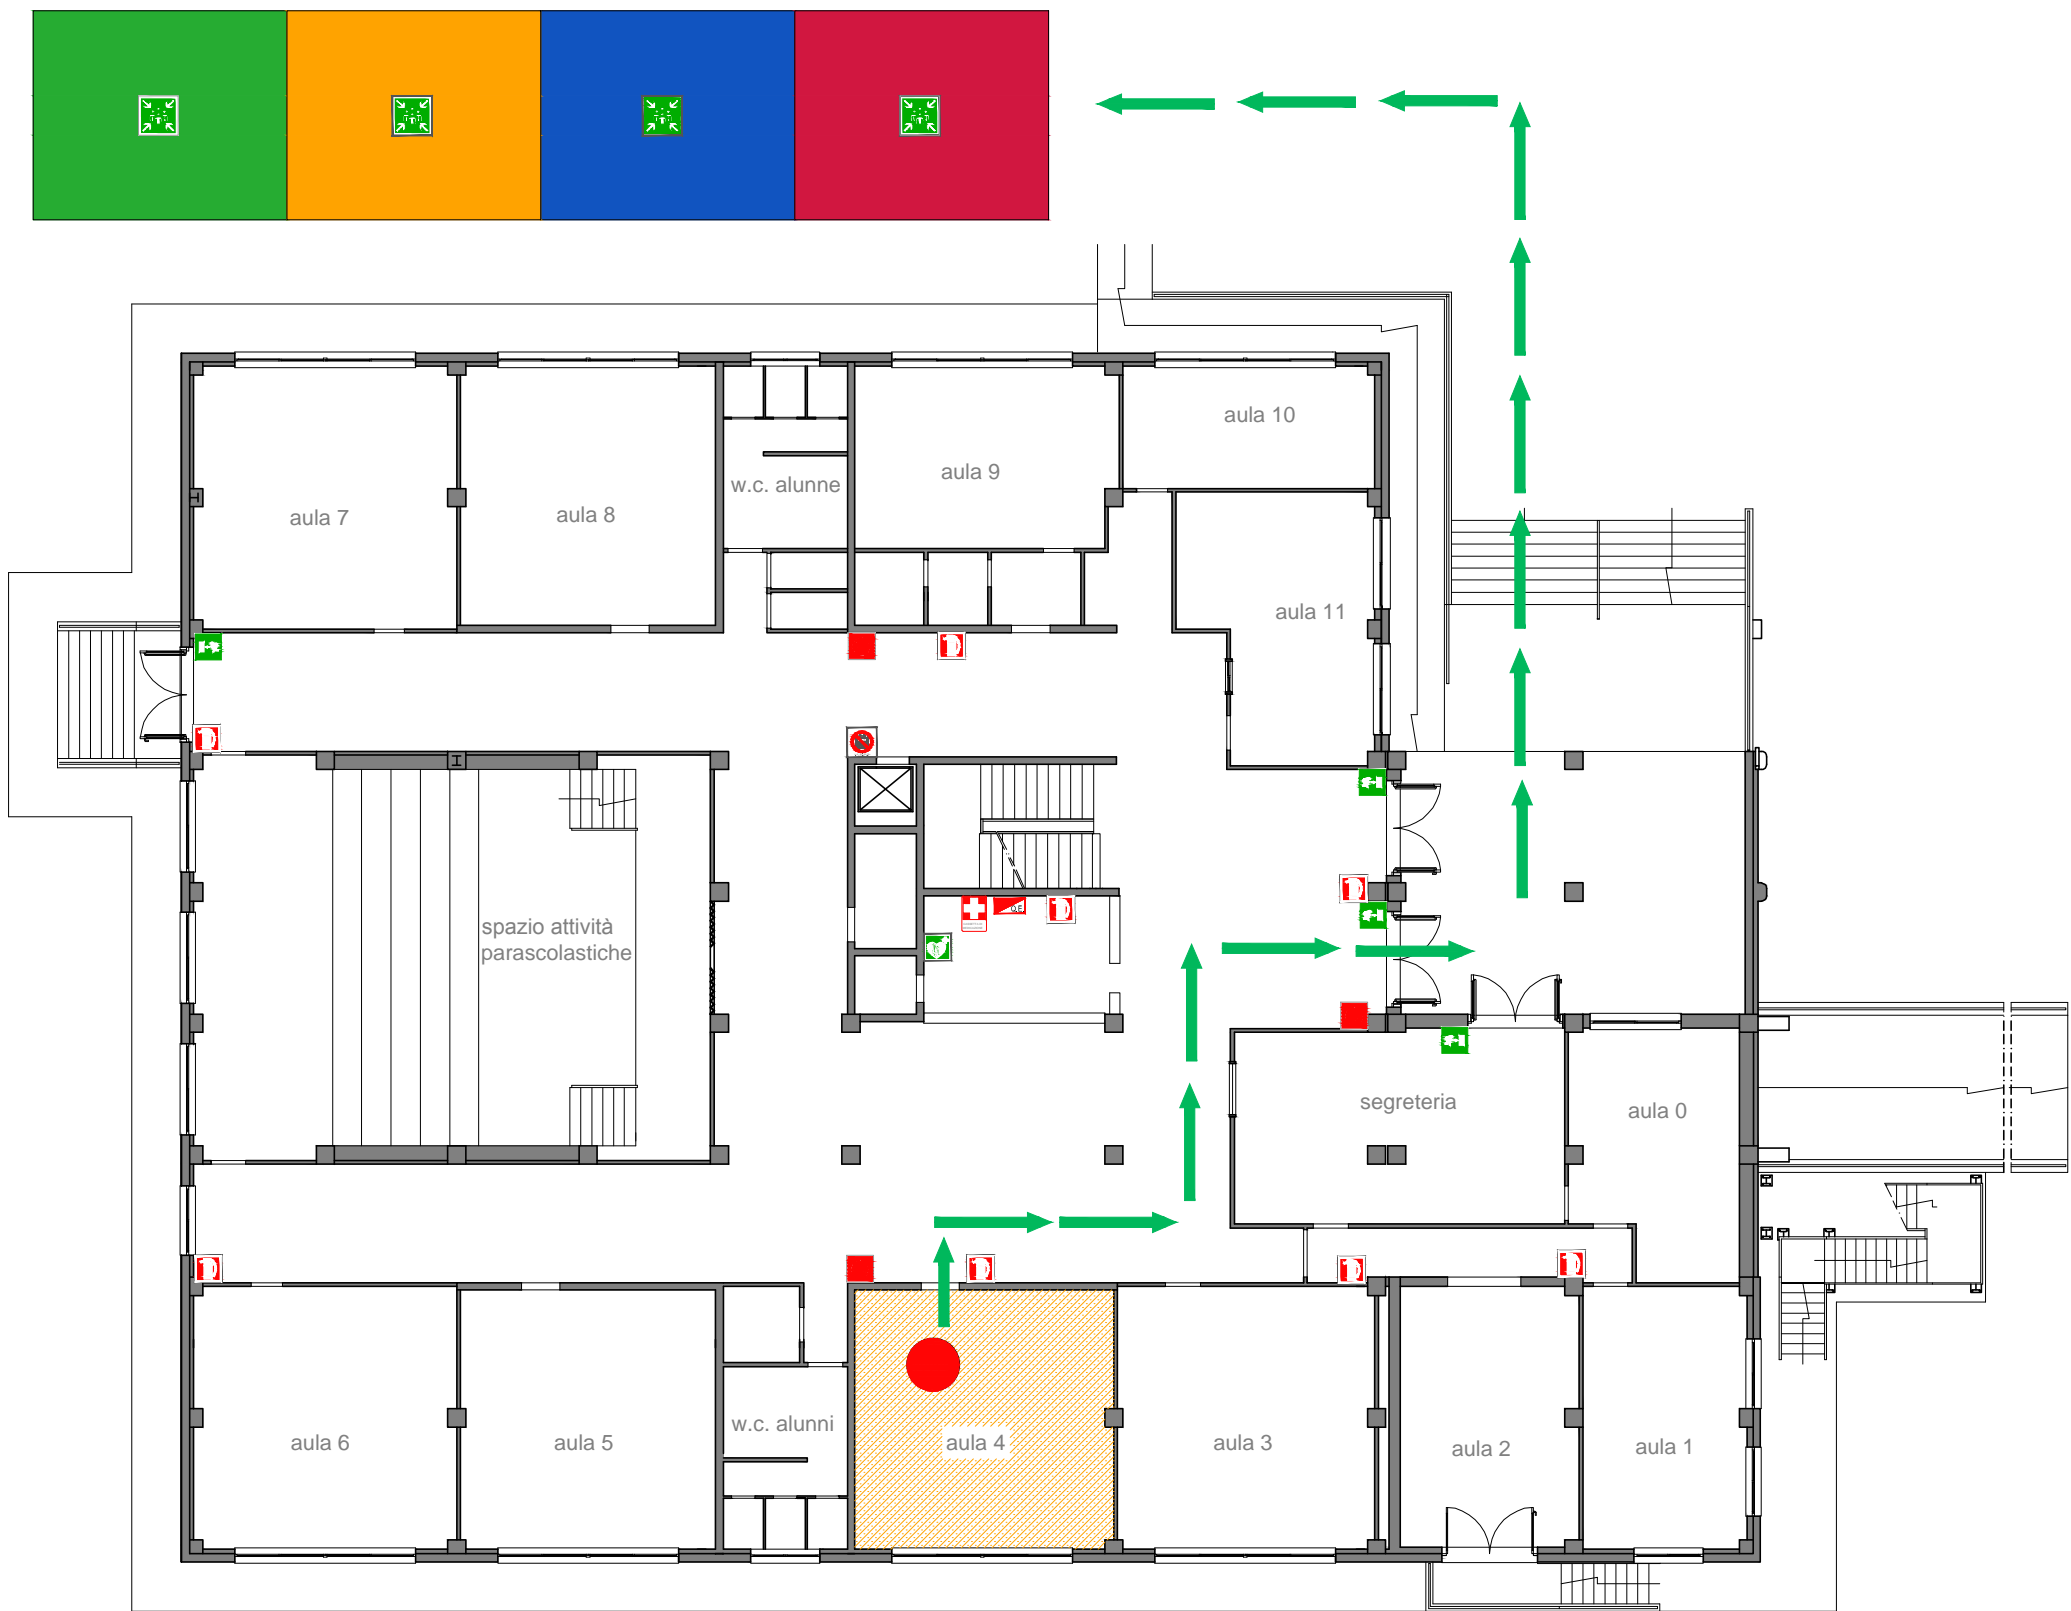 aula 10
aula 9
w.c. alunne
aula 7
aula 8
aula 11
Q.E.
spazio attività
parascolastiche
segreteria
aula 0
w.c. alunni
aula 6
aula 5
aula 4
aula 3
aula 2
aula 1